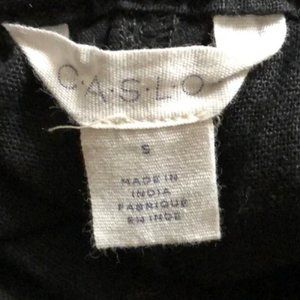 C·A·S·L·O
S
MADE IN
INDIA
FABRIQUE
EN INDE